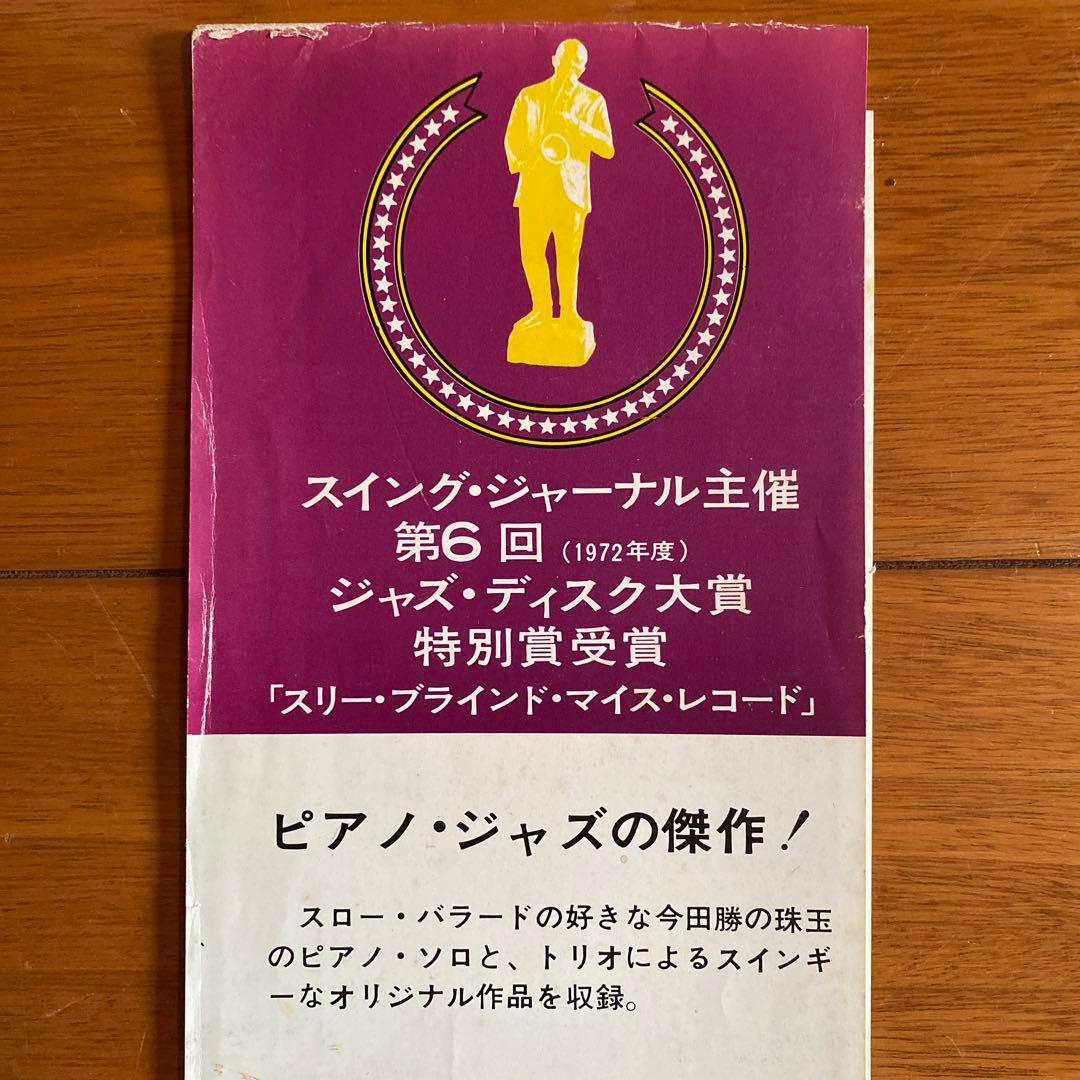 スイング・ジャーナル主催
第6回（1972年度）
ジャズ・ディスク大賞
特別賞受賞
「スリー・ブラインド・マイス・レコード」
ピアノ・ジャズの傑作！
スロー・バラードの好きな今田勝の珠玉
のピアノ・ソロと、トリオによるスインギ
ーなオリジナル作品を収録。